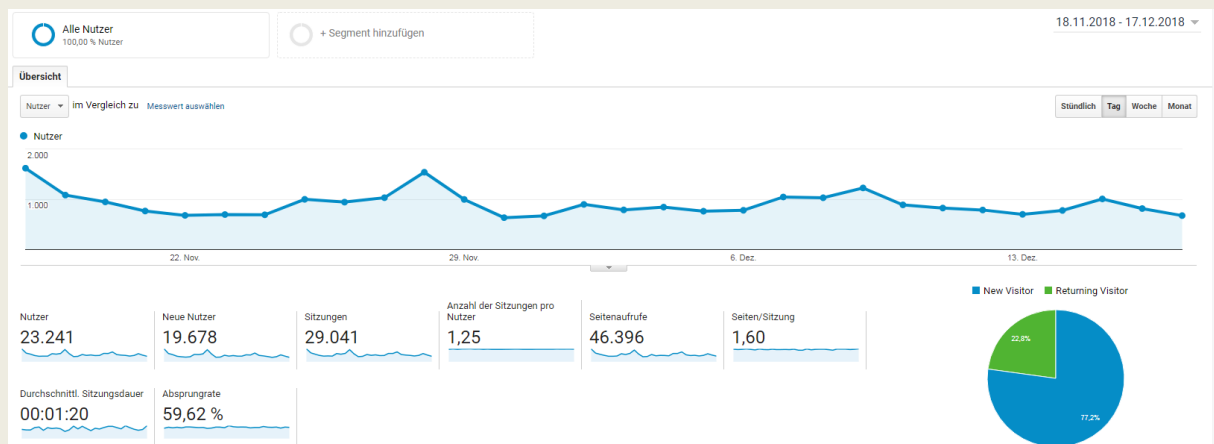 Alle Nutzer
100,00 % Nutzer
+ Segment hinzufügen
18.11.2018 - 17.12.2018
Übersicht
Nutzer im Vergleich zu Messwert auswählen
Stündlich Tag Woche Monat
Nutzer
2.000
1.000
22. Nov. 29. Nov. 6. Dez. 13. Dez.
New Visitor Returning Visitor
Nutzer
23.241
Neue Nutzer
19.678
Sitzungen
29.041
Anzahl der Sitzungen pro
Nutzer
1,25
Seitenaufrufe
46.396
Seiten/Sitzung
1,60
22,8%
77,2%
Durchschnittl. Sitzungsdauer
00:01:20
Absprungrate
59,62 %